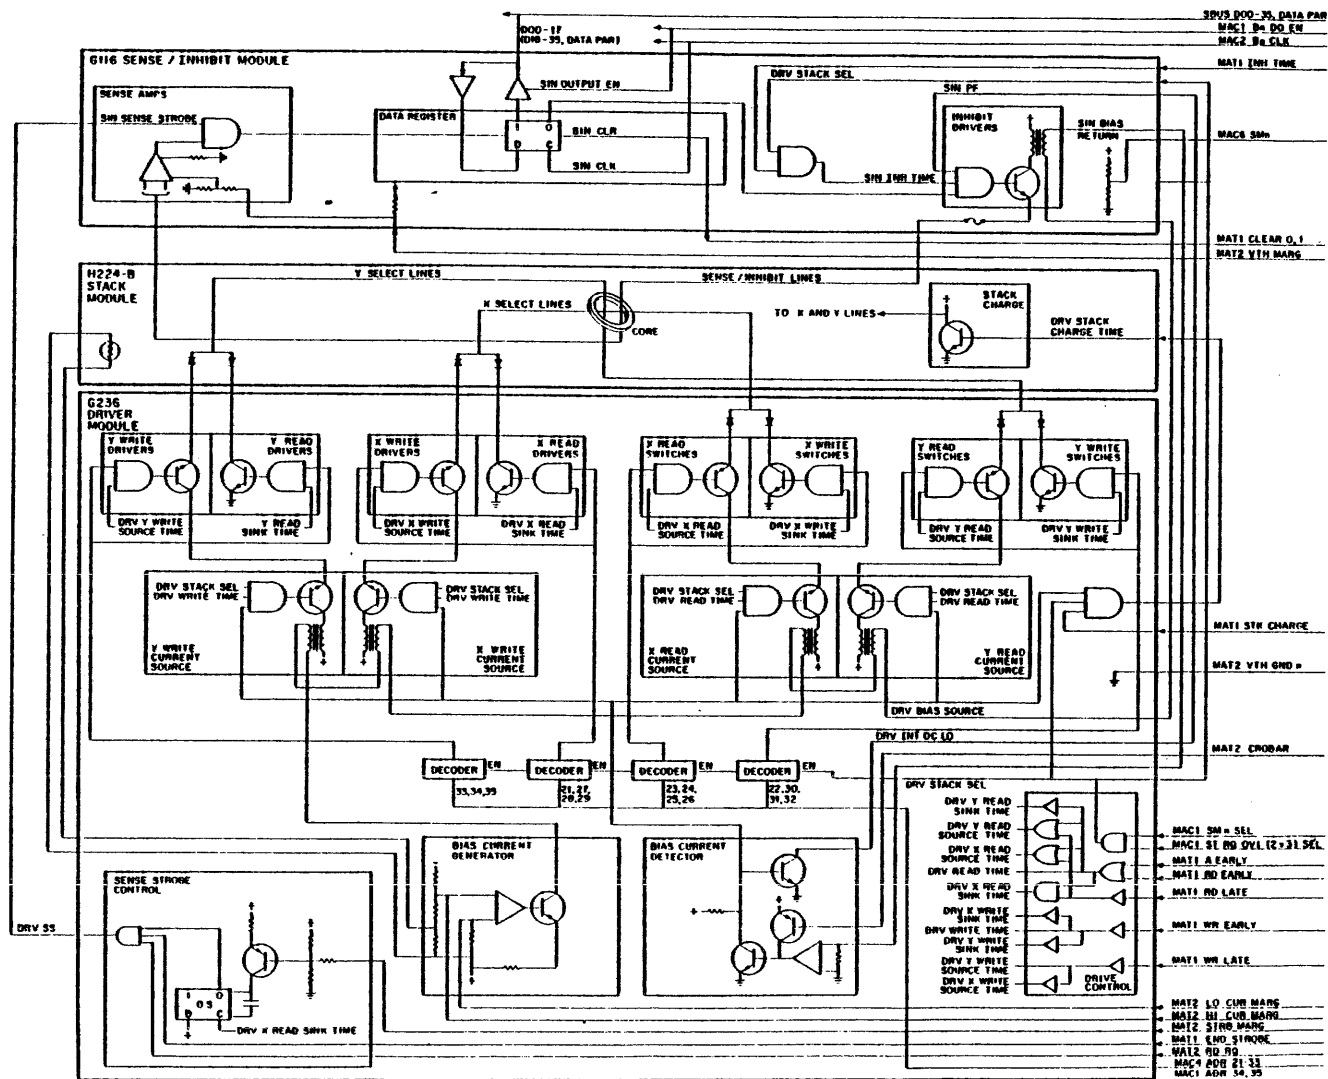 SBUS D00-35, DATA PAR
D00-17
(D18-35, DATA PAR)
MAC1 Bn DO EN
MAC2 Bn CLK
G116 SENSE / INHIBIT MODULE
MAT1 INH TIME
DRV STACK SEL
SENSE AMPS
SIN OUTPUT EN
SIN PF
SIN SENSE STROBE
DATA REGISTER
1 0
D C
SIN CLR
SIN CLK
INHIBIT
DRIVERS
SIN BIAS
RETURN
MAC6 SMn
SIN INH TIME
MAT1 CLEAR 0,1
MAT2 VTH MARG
H224-B
STACK
MODULE
Y SELECT LINES
SENSE/INHIBIT LINES
X SELECT LINES
CORE
STACK
CHARGE
TO X AND Y LINES
DRV STACK
CHARGE TIME
G236
DRIVER
MODULE
Y WRITE
DRIVERS
Y READ
DRIVERS
X WRITE
DRIVERS
X READ
DRIVERS
X READ
SWITCHES
X WRITE
SWITCHES
Y READ
SWITCHES
Y WRITE
SWITCHES
DRV Y WRITE
SOURCE TIME
Y READ
SINK TIME
DRV X WRITE
SOURCE TIME
DRV X READ
SINK TIME
DRV X READ
SOURCE TIME
DRV X WRITE
SINK TIME
DRV Y READ
SOURCE TIME
DRV Y WRITE
SINK TIME
DRV STACK SEL
DRV WRITE TIME
DRV STACK SEL
DRV WRITE TIME
DRV STACK SEL
DRV READ TIME
DRV STACK SEL
DRV READ TIME
MAT1 STK CHARGE
Y WRITE
CURRENT
SOURCE
X WRITE
CURRENT
SOURCE
X READ
CURRENT
SOURCE
Y READ
CURRENT
SOURCE
MAT2 VTH GND n
DRV BIAS SOURCE
DRV INT DC LO
MAT2 CROBAR
DECODER
EN
DECODER
EN
DECODER
EN
DECODER
EN
33,34,35
21,27,
28,29
23,24,
25,26
22,30,
31,32
DRV STACK SEL
DRV Y READ
SINK TIME
DRV Y READ
SOURCE TIME
DRV X READ
SOURCE TIME
DRV READ TIME
DRV X READ
SINK TIME
DRV X WRITE
SINK TIME
DRV WRITE TIME
DRV Y WRITE
SINK TIME
DRV Y WRITE
SOURCE TIME
DRV X WRITE
SOURCE TIME
DRIVE
CONTROL
MAC1 SM n SEL
MAC1 ST RQ OVL (2+3) SEL
MAT1 A EARLY
MAT1 RD EARLY
MAT1 RD LATE
MAT1 WR EARLY
MAT1 WR LATE
BIAS CURRENT
GENERATOR
BIAS CURRENT
DETECTOR
SENSE STROBE
CONTROL
DRV SS
1 0
OS
D C
DRV X READ SINK TIME
MAT2 LO CUR MARG
MAT2 HI CUR MARG
MAT2 STRB MARG
MAT1 END STROBE
MAT2 RD RQ
MAC4 ADR 21-33
MAC1 ADR 34,35